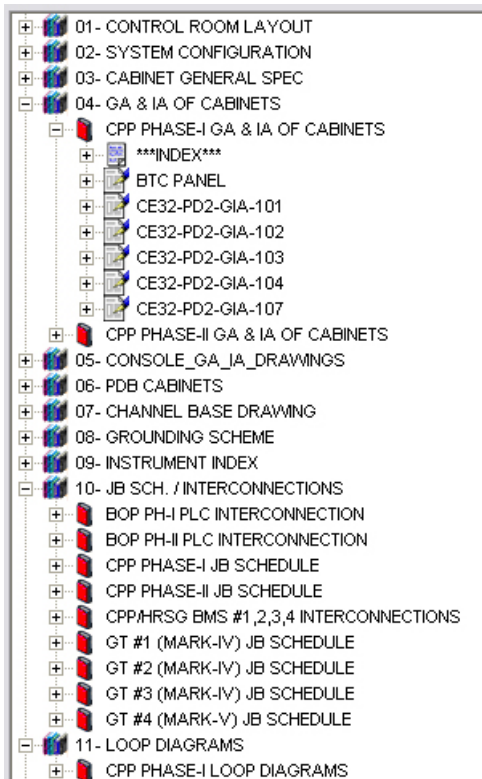 01- CONTROL ROOM LAYOUT
02- SYSTEM CONFIGURATION
03- CABINET GENERAL SPEC
04- GA & IA OF CABINETS
CPP PHASE-I GA & IA OF CABINETS
***INDEX***
BTC PANEL
CE32-PD2-GIA-101
CE32-PD2-GIA-102
CE32-PD2-GIA-103
CE32-PD2-GIA-104
CE32-PD2-GIA-107
CPP PHASE-II GA & IA OF CABINETS
05- CONSOLE_GA_IA_DRAWINGS
06- PDB CABINETS
07- CHANNEL BASE DRAWING
08- GROUNDING SCHEME
09- INSTRUMENT INDEX
10- JB SCH. / INTERCONNECTIONS
BOP PH-I PLC INTERCONNECTION
BOP PH-II PLC INTERCONNECTION
CPP PHASE-I JB SCHEDULE
CPP PHASE-II JB SCHEDULE
CPP/HRSG BMS #1,2,3,4 INTERCONNECTIONS
GT #1 (MARK-IV) JB SCHEDULE
GT #2 (MARK-IV) JB SCHEDULE
GT #3 (MARK-IV) JB SCHEDULE
GT #4 (MARK-V) JB SCHEDULE
11- LOOP DIAGRAMS
CPP PHASE-I LOOP DIAGRAMS